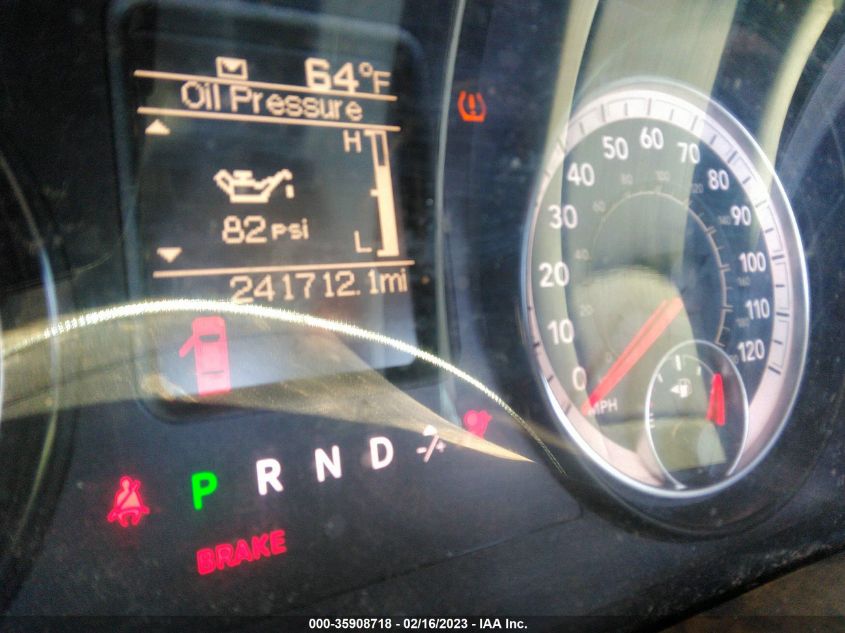 64°F
Oil Pressure
H
82 PSI
L
241712.1mi
0 10 20 30 40 50 60 70 80 90 100 110 120
MPH
P R N D
BRAKE
000-35908718 - 02/16/2023 - IAA Inc.